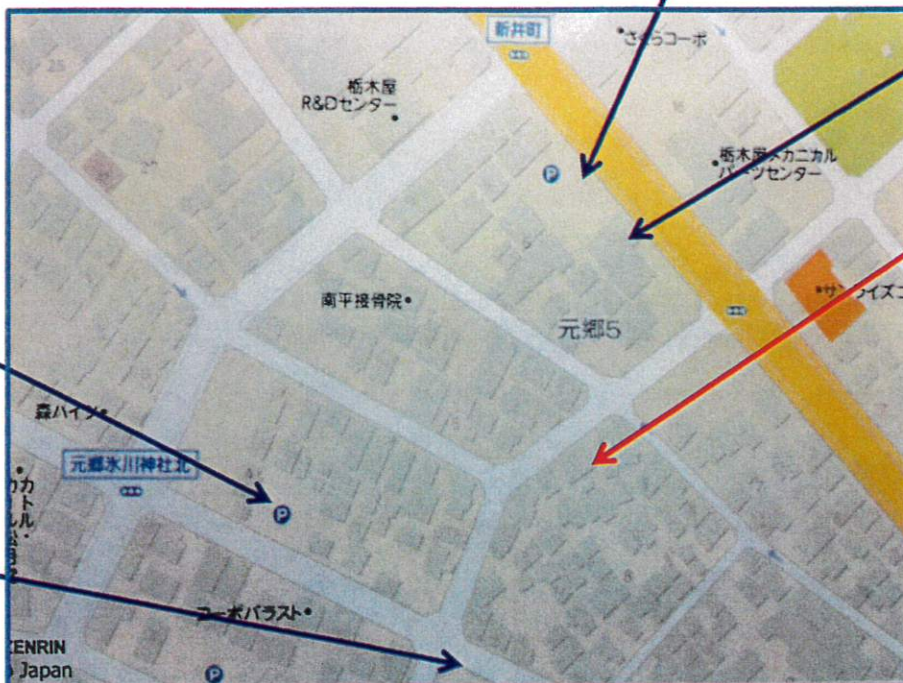 新井町
さくらコーポ
栃木屋
R&Dセンター
栃木屋メカニカル
パーツセンター
南平接骨院
元郷5
森ハイツ
元郷氷川神社北
コーポバラスト
P
P
P
ZENRIN
Japan